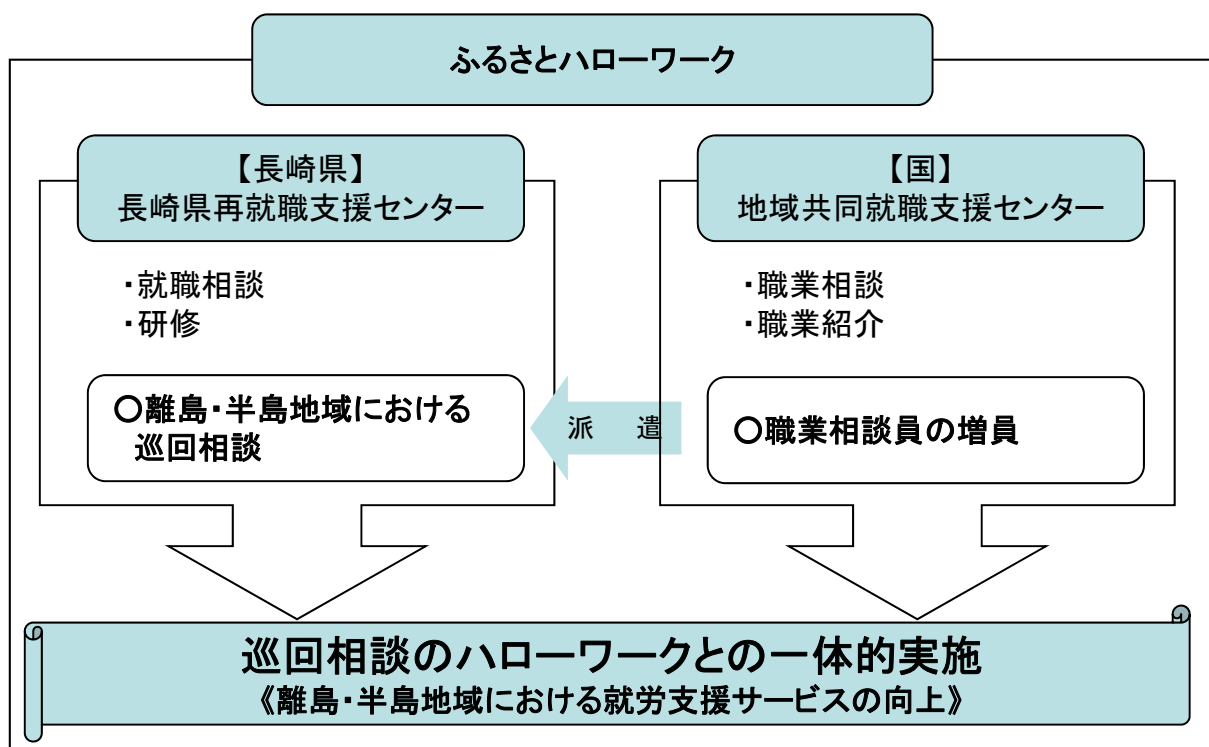 ふるさとハローワーク
【長崎県】
長崎県再就職支援センター
・就職相談
・研修
○離島・半島地域における
巡回相談
派　遣
【国】
地域共同就職支援センター
・職業相談
・職業紹介
○職業相談員の増員
巡回相談のハローワークとの一体的実施
《離島・半島地域における就労支援サービスの向上》